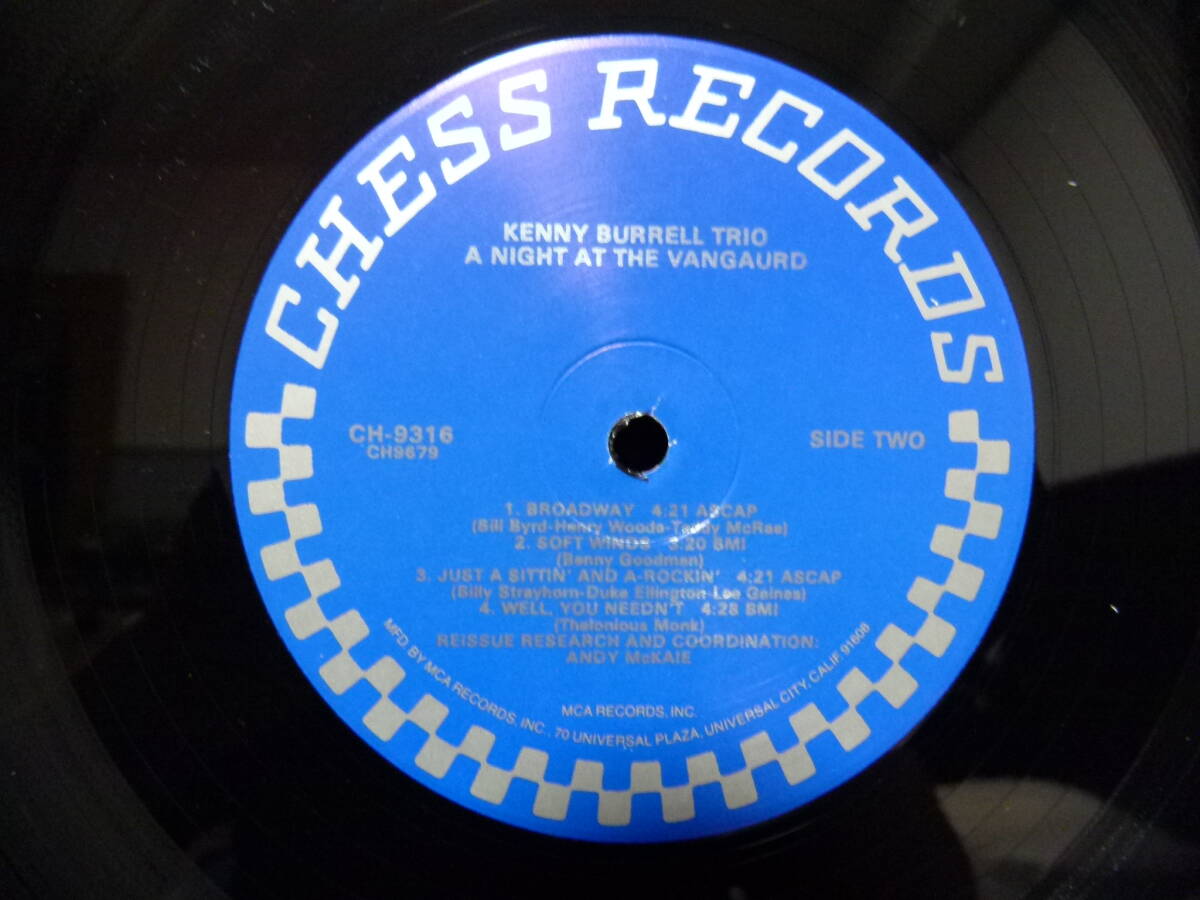 CHESS RECORDS
KENNY BURRELL TRIO
A NIGHT AT THE VANGAURD
CH-9316
CH9679
SIDE TWO
1. BROADWAY 4:21 ASCAP
(Bill Byrd-Henry Woods-Teddy McRae)
2. SOFT WINDS 3:20 BMI
(Benny Goodman)
3. JUST A SITTIN' AND A-ROCKIN' 4:21 ASCAP
(Billy Strayhorn-Duke Ellington-Lee Gaines)
4. WELL, YOU NEEDN'T 4:28 BMI
(Thelonious Monk)
REISSUE RESEARCH AND COORDINATION:
ANDY McKAIE
MCA RECORDS, INC.
MFD. BY MCA RECORDS, INC., 70 UNIVERSAL PLAZA, UNIVERSAL CITY, CALIF. 91608